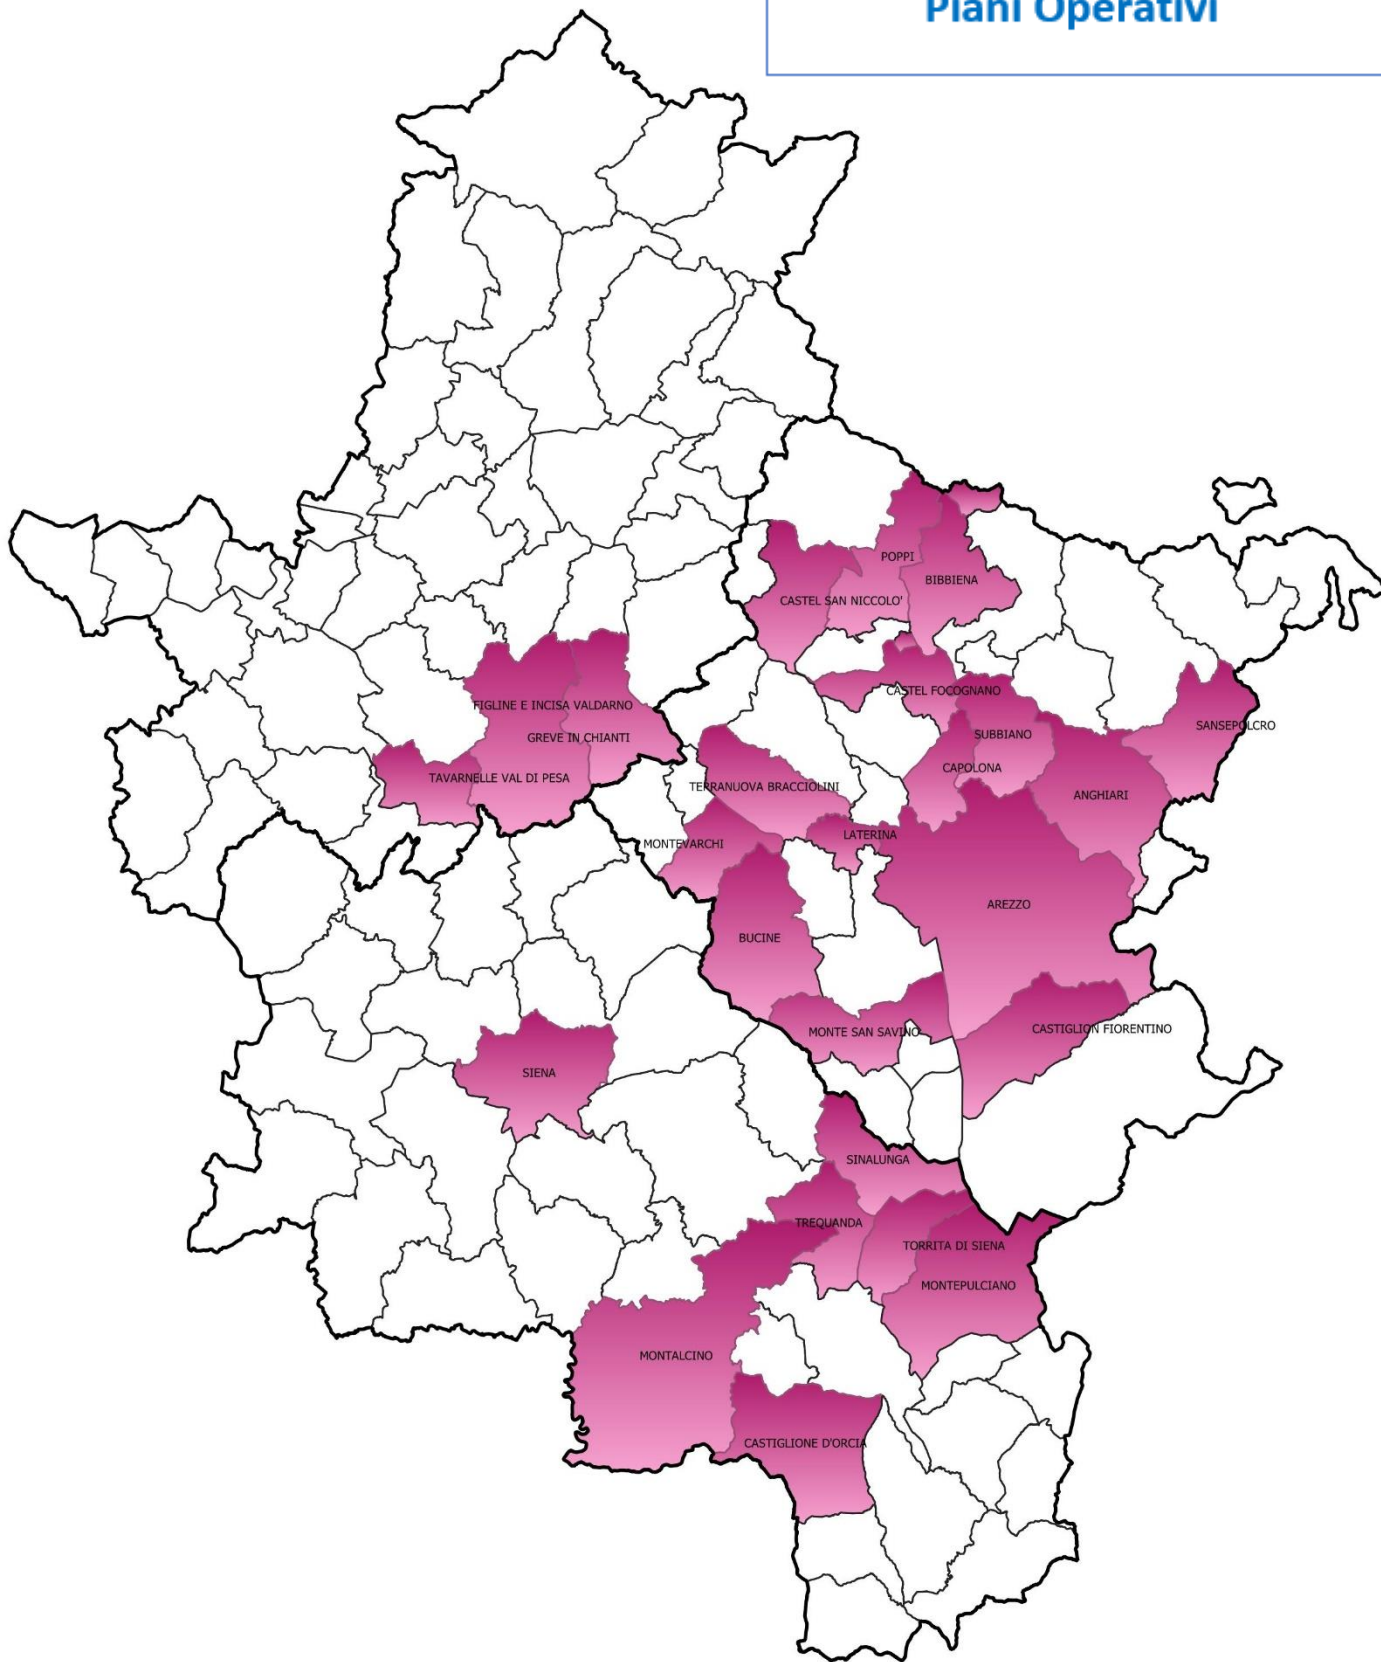 Piani Operativi
POPPI
BIBBIENA
CASTEL SAN NICCOLO'
CASTEL FOCOGNANO
FIGLINE E INCISA VALDARNO
SANSEPOLCRO
SUBBIANO
GREVE IN CHIANTI
CAPOLONA
TAVARNELLE VAL DI PESA
TERRANUOVA BRACCIOLINI
ANGHIARI
LATERINA
MONTEVARCHI
AREZZO
BUCINE
CASTIGLION FIORENTINO
MONTE SAN SAVINO
SIENA
SINALUNGA
TREQUANDA
TORRITA DI SIENA
MONTEPULCIANO
MONTALCINO
CASTIGLIONE D'ORCIA